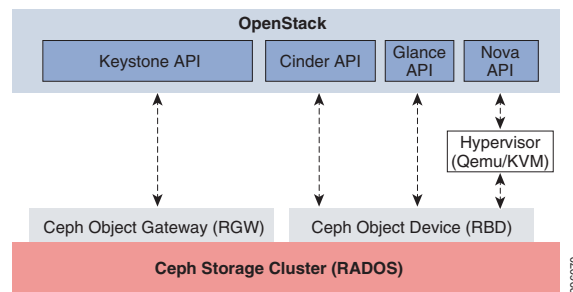 OpenStack
Keystone API
Cinder API
Glance
API
Nova
API
Hypervisor
(Qemu/KVM)
Ceph Object Gateway (RGW)
Ceph Object Device (RBD)
Ceph Storage Cluster (RADOS)